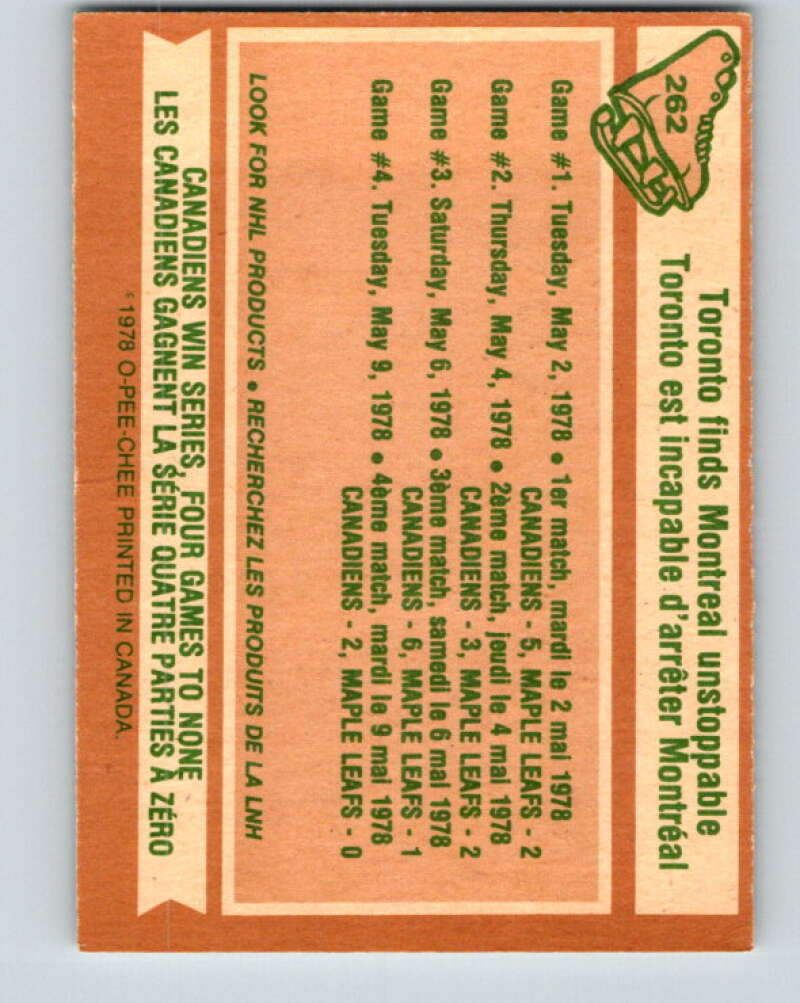 262
Toronto finds Montreal unstoppable
Toronto est incapable d'arrêter Montréal
Game #1. Tuesday, May 2, 1978 • 1er match, mardi le 2 mai 1978
CANADIENS - 5, MAPLE LEAFS - 2
Game #2. Thursday, May 4, 1978 • 2ème match, jeudi le 4 mai 1978
CANADIENS - 3, MAPLE LEAFS - 2
Game #3. Saturday, May 6, 1978 • 3ème match, samedi le 6 mai 1978
CANADIENS - 6, MAPLE LEAFS - 1
Game #4. Tuesday, May 9, 1978 • 4ème match, mardi le 9 mai 1978
CANADIENS - 2, MAPLE LEAFS - 0
LOOK FOR NHL PRODUCTS • RECHERCHEZ LES PRODUITS DE LA LNH
CANADIENS WIN SERIES, FOUR GAMES TO NONE
LES CANADIENS GAGNENT LA SÉRIE QUATRE PARTIES À ZÉRO
© 1978 O-PEE-CHEE PRINTED IN CANADA.